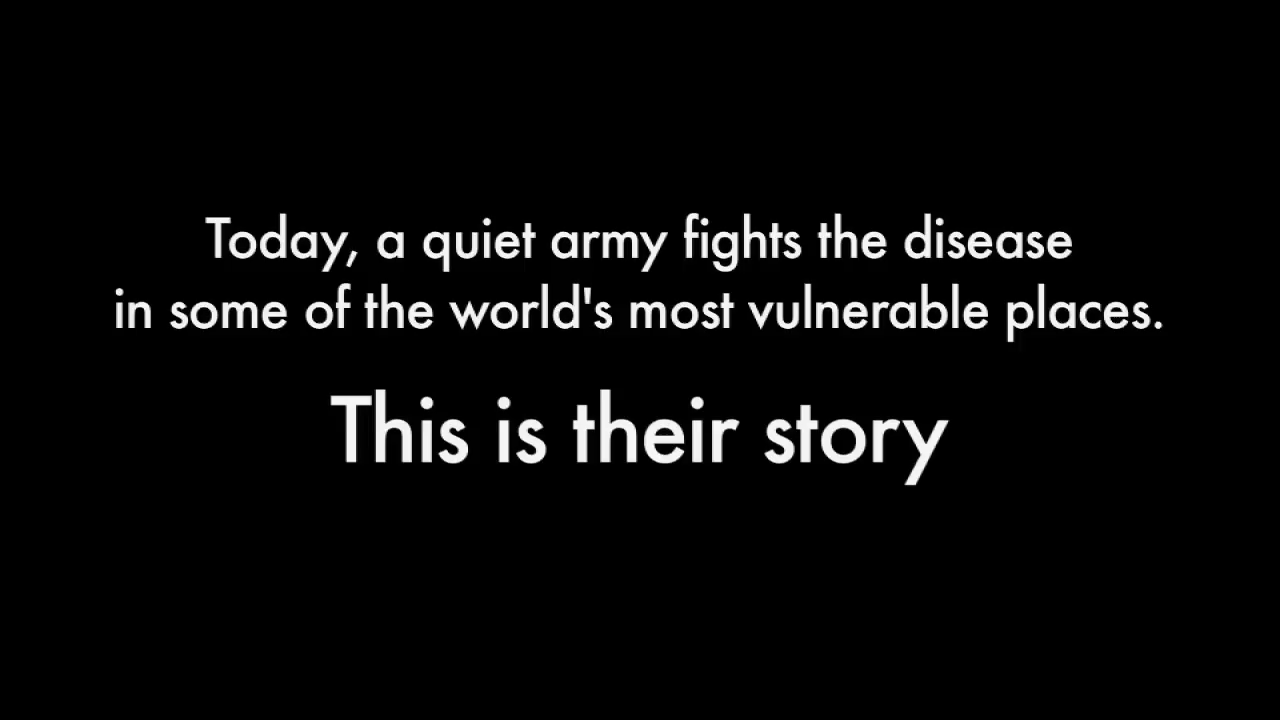 Today, a quiet army fights the disease
in some of the world's most vulnerable places.
This is their story